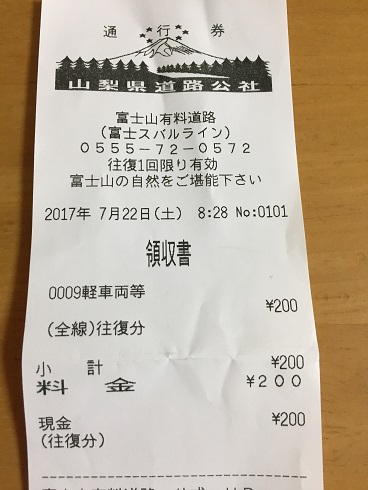 通行券
山梨県道路公社
富士山有料道路
(富士スバルライン)
0555-72-0572
往復1回限り有効
富士山の自然をご堪能下さい
2017年 7月22日(土) 8:28 No:0101
領収書
0009軽車両等
¥200
(全線)往復分
小計 ¥200
料金 ¥200
現金 ¥200
(往復分)